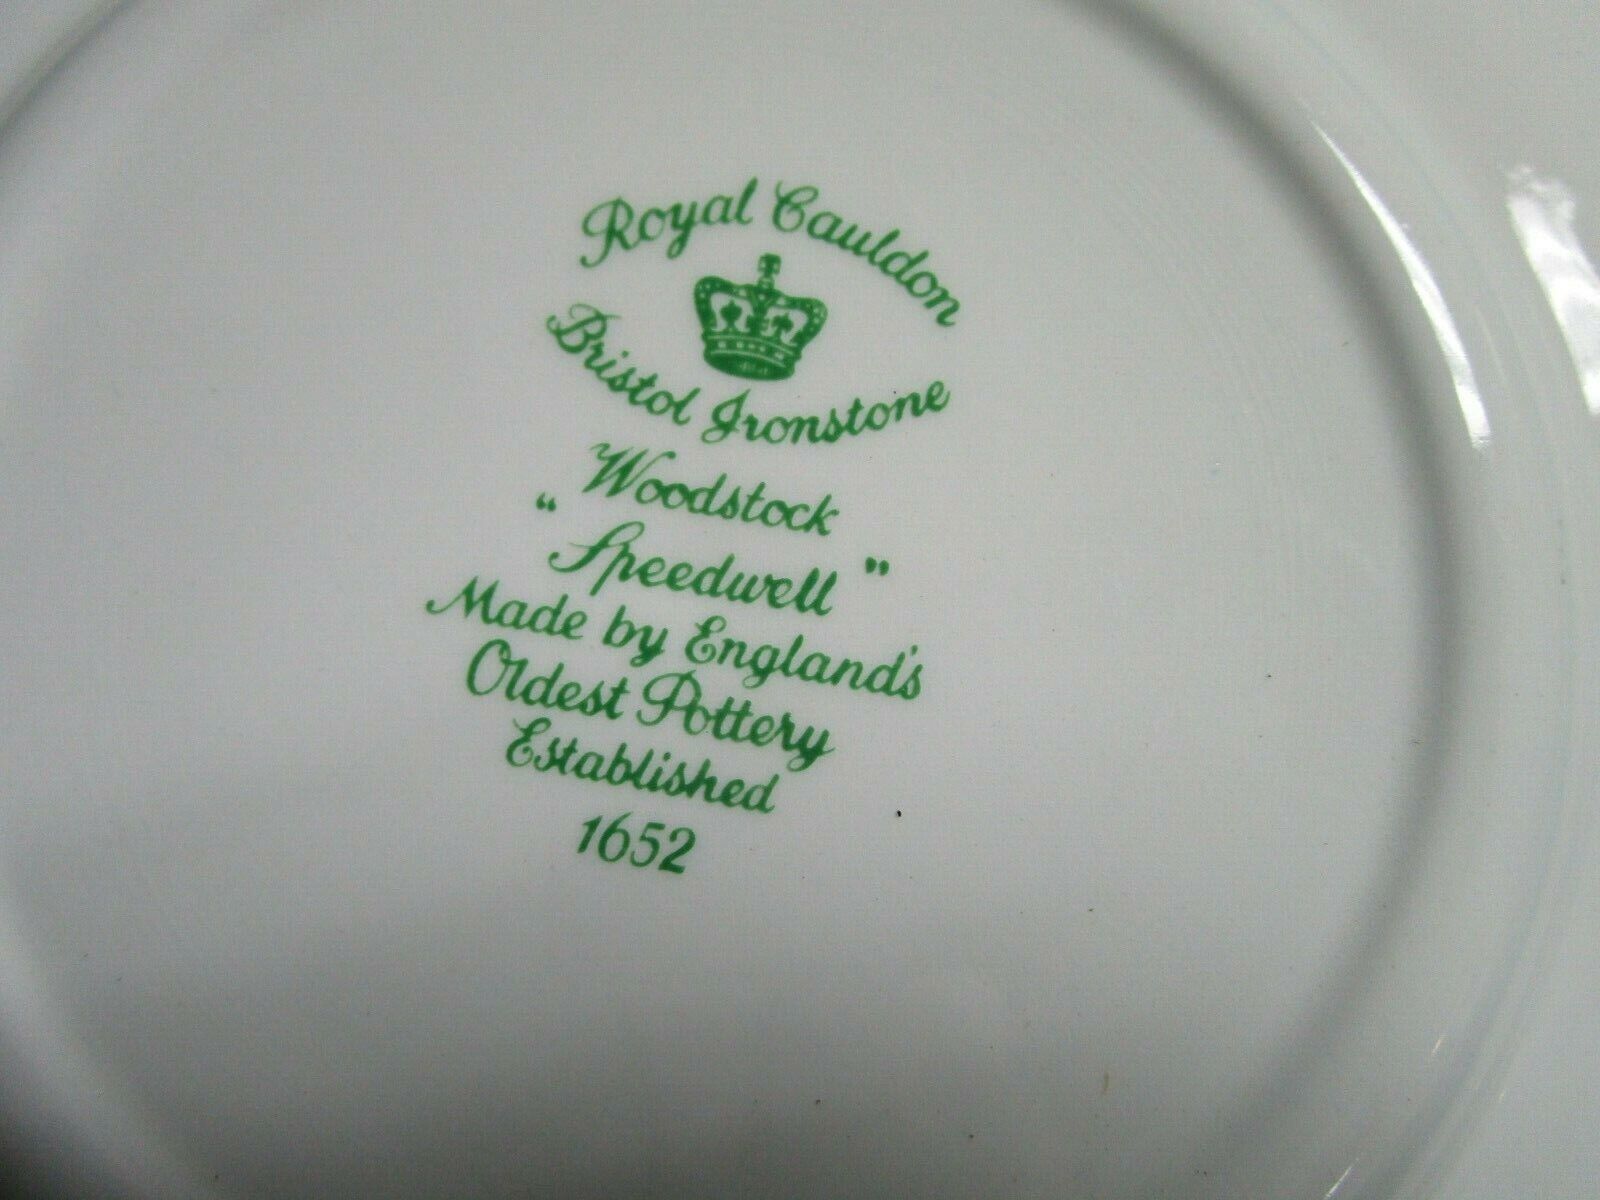 Royal Cauldon
Bristol Ironstone
Woodstock
"Speedwell"
Made by England's
Oldest Pottery
Established
1652